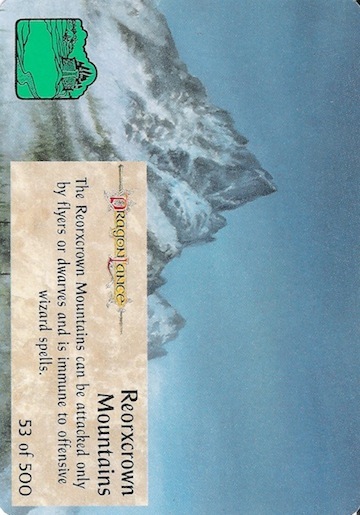 Reorxcrown
Mountains
DragonLance
The Reorxcrown Mountains can be attacked only
by flyers or dwarves and is immune to offensive
wizard spells.
53 of 500